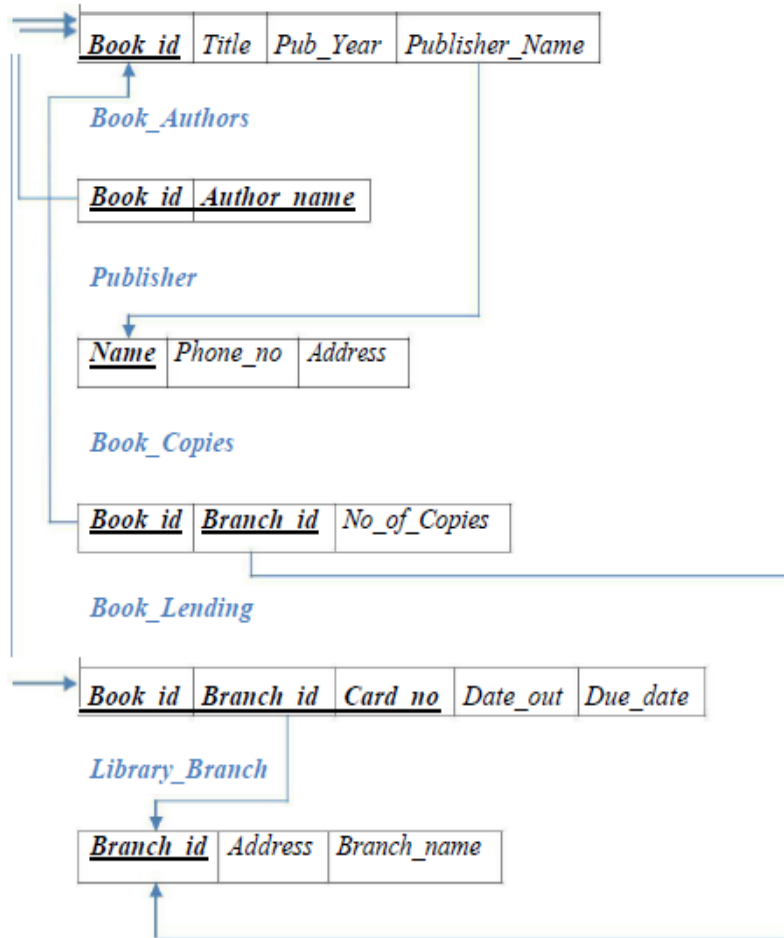 Book_id Title Pub_Year Publisher_Name
Book_Authors
Book_id Author_name
Publisher
Name Phone_no Address
Book_Copies
Book_id Branch_id No_of_Copies
Book_Lending
Book_id Branch_id Card_no Date_out Due_date
Library_Branch
Branch_id Address Branch_name